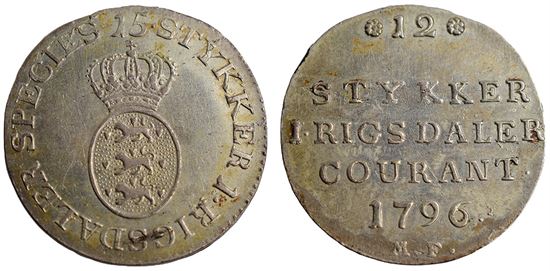 15 STYKKER 1 RIGSDALER SPECIES
12
STYKKER
1 RIGSDALER
COURANT
1796
M.F.